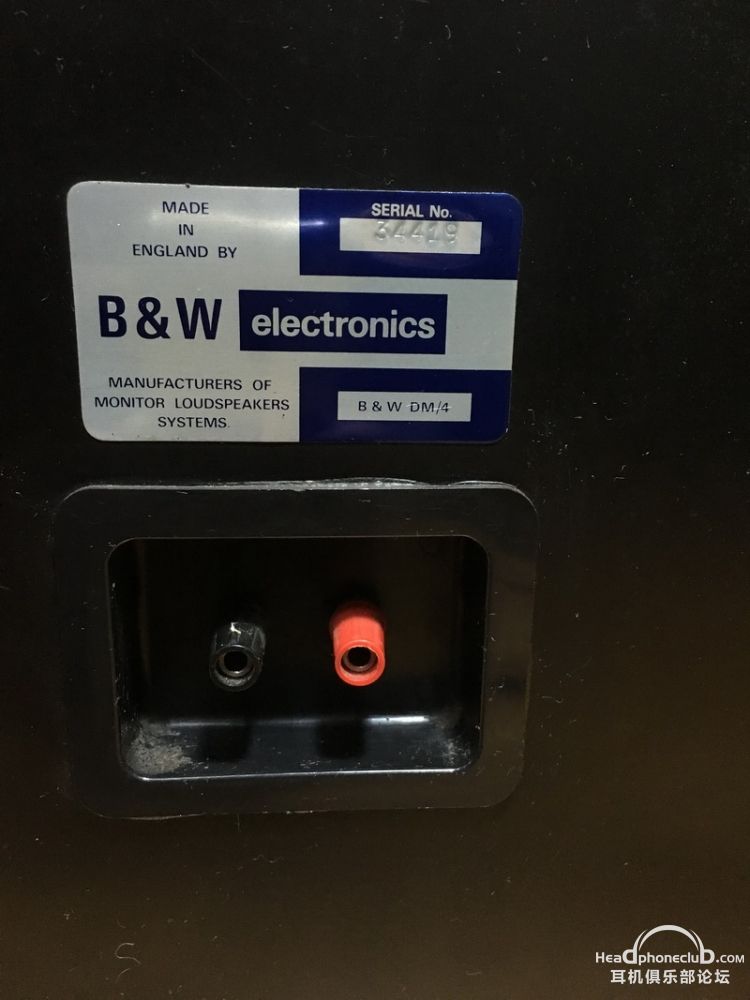 MADE
IN
ENGLAND BY
SERIAL No.
34419
B & W electronics
MANUFACTURERS OF
MONITOR LOUDSPEAKERS
SYSTEMS.
B & W DM/4
HeadphoneclubD.com
耳机俱乐部论坛